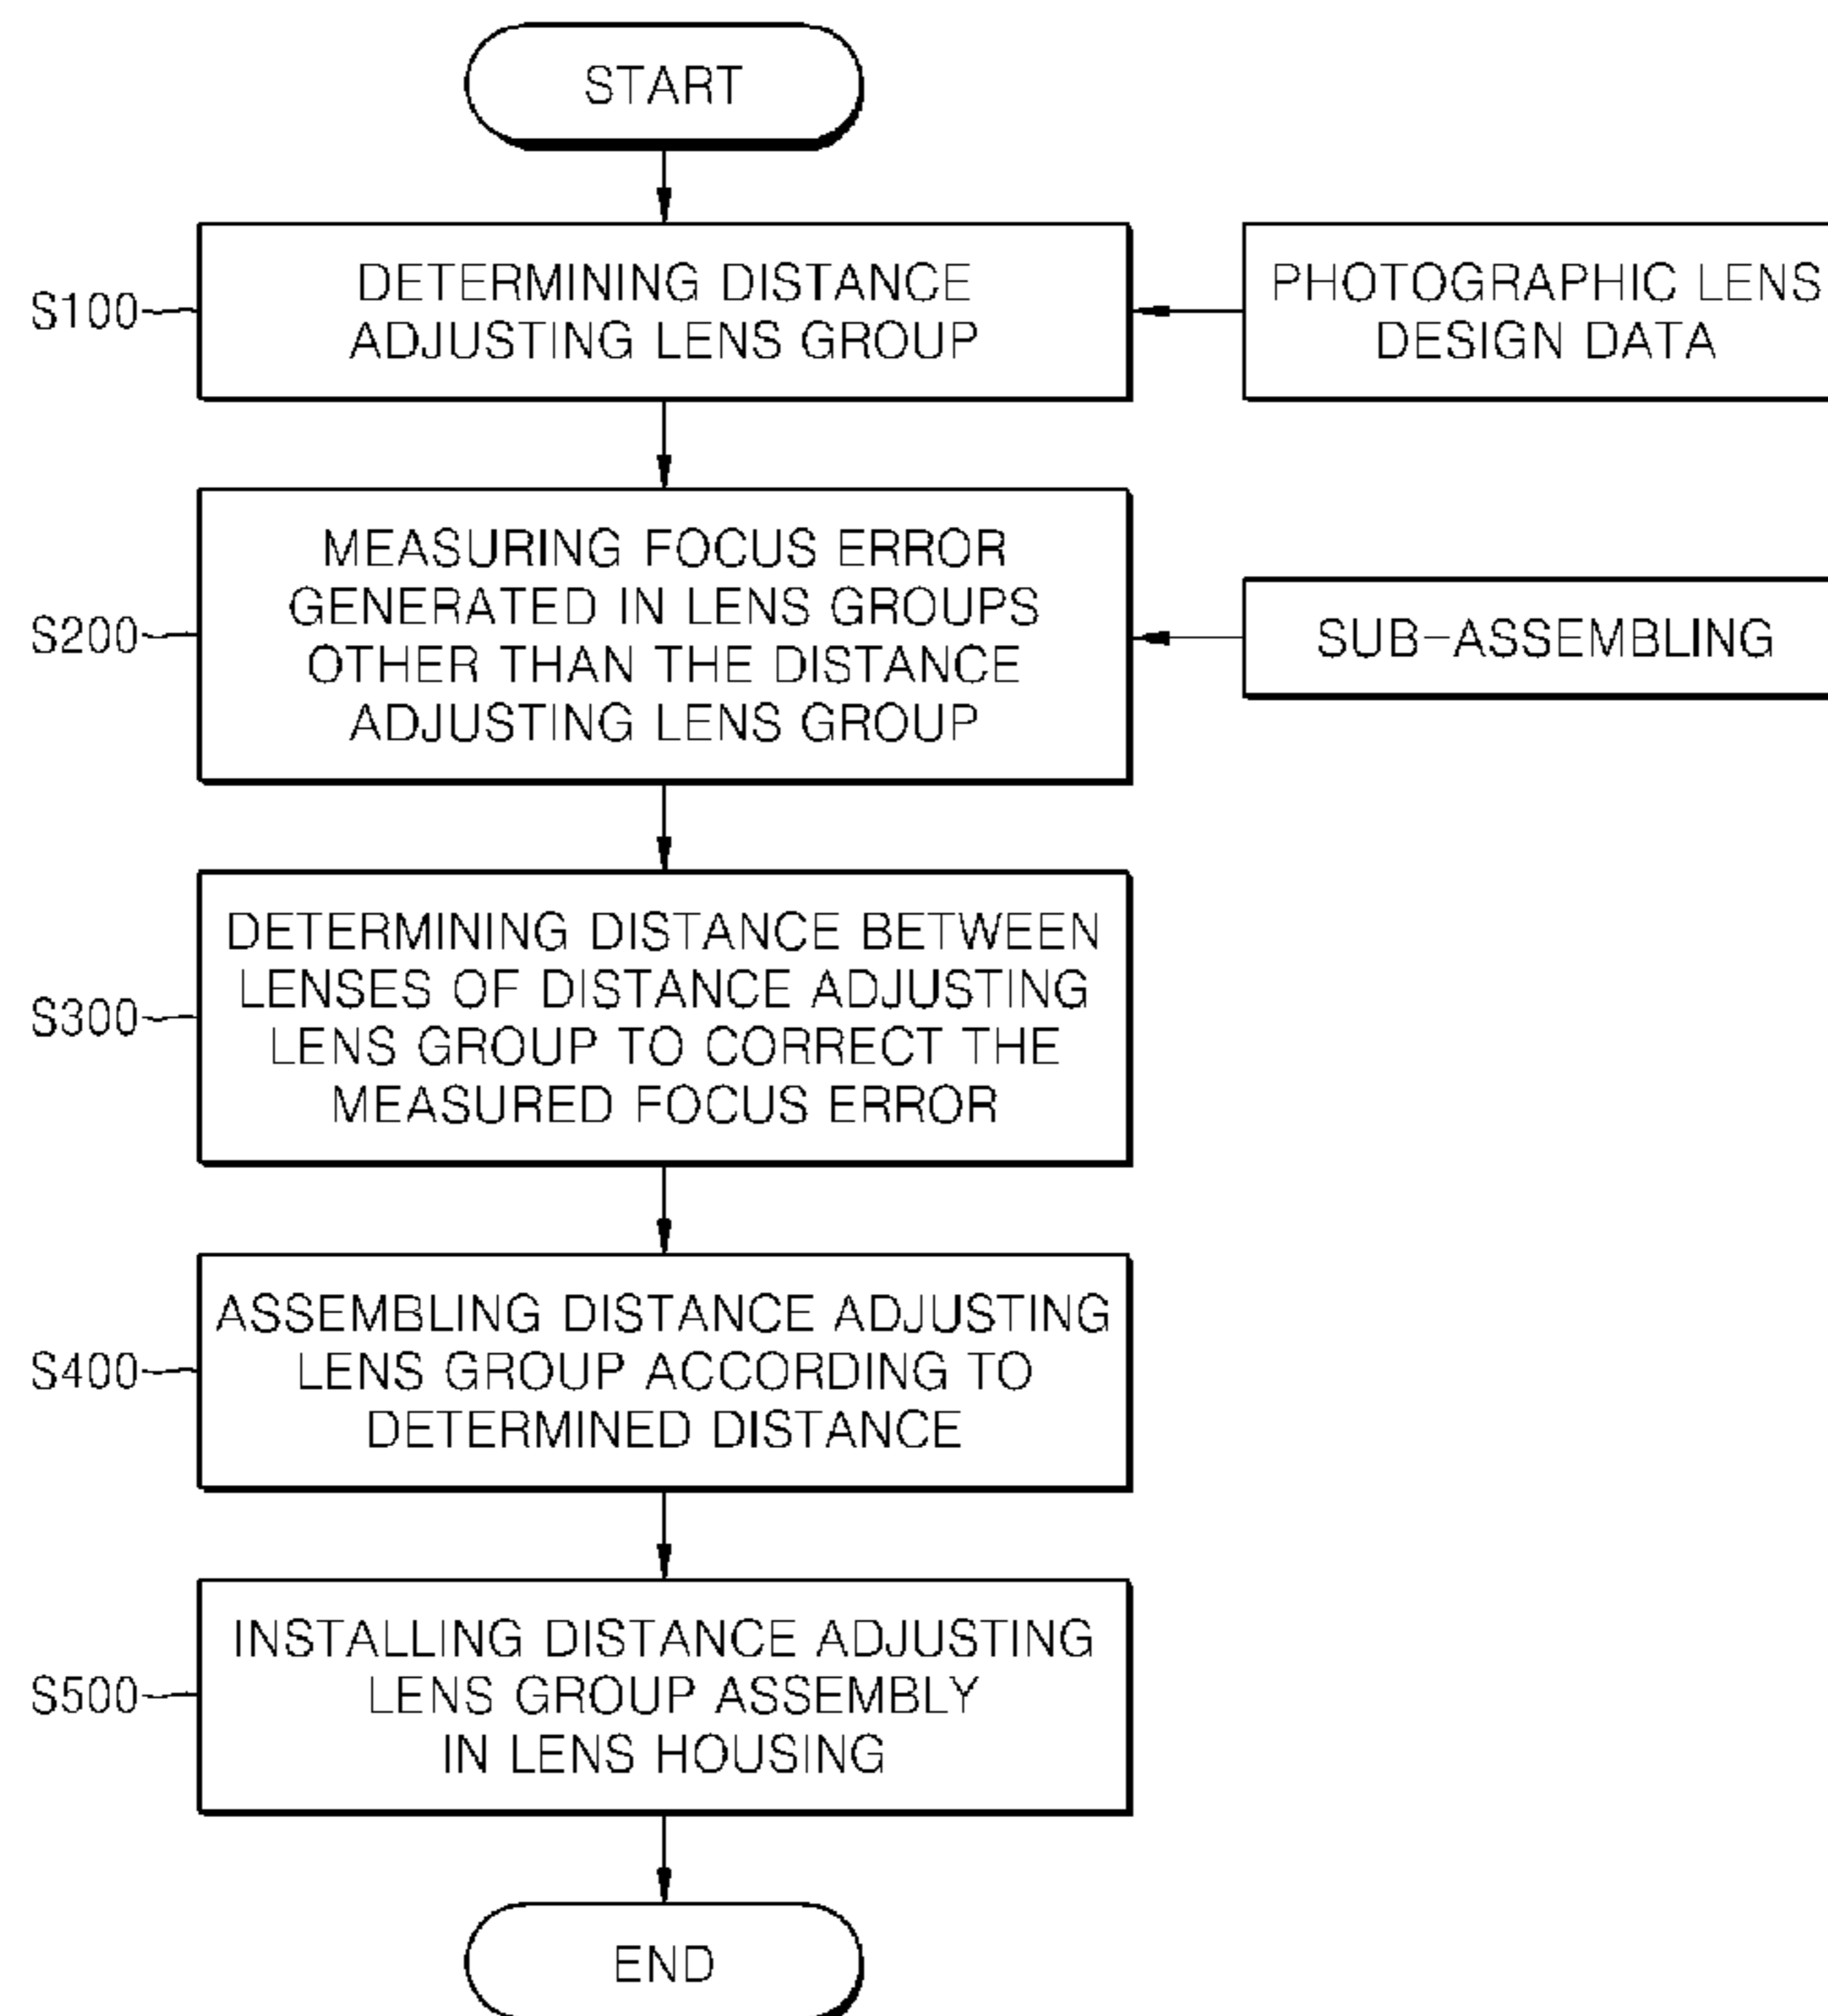 START
S100
DETERMINING DISTANCE
ADJUSTING LENS GROUP
PHOTOGRAPHIC LENS
DESIGN DATA
S200
MEASURING FOCUS ERROR
GENERATED IN LENS GROUPS
OTHER THAN THE DISTANCE
ADJUSTING LENS GROUP
SUB-ASSEMBLING
S300
DETERMINING DISTANCE BETWEEN
LENSES OF DISTANCE ADJUSTING
LENS GROUP TO CORRECT THE
MEASURED FOCUS ERROR
S400
ASSEMBLING DISTANCE ADJUSTING
LENS GROUP ACCORDING TO
DETERMINED DISTANCE
S500
INSTALLING DISTANCE ADJUSTING
LENS GROUP ASSEMBLY
IN LENS HOUSING
END